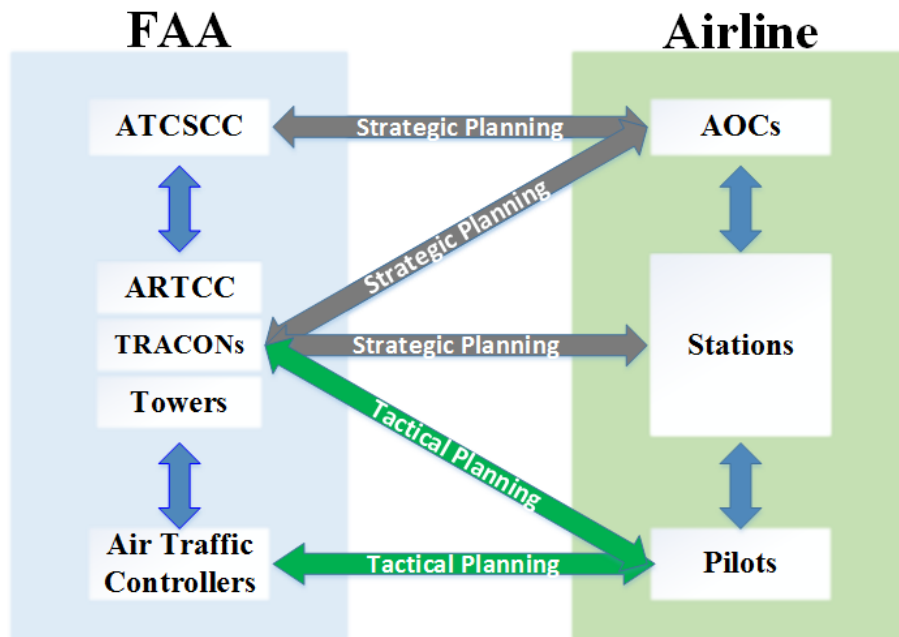 FAA
Airline
ATCSCC
Strategic Planning
AOCs
Strategic Planning
ARTCC
TRACONs
Strategic Planning
Stations
Towers
Tactical Planning
Air Traffic
Controllers
Tactical Planning
Pilots